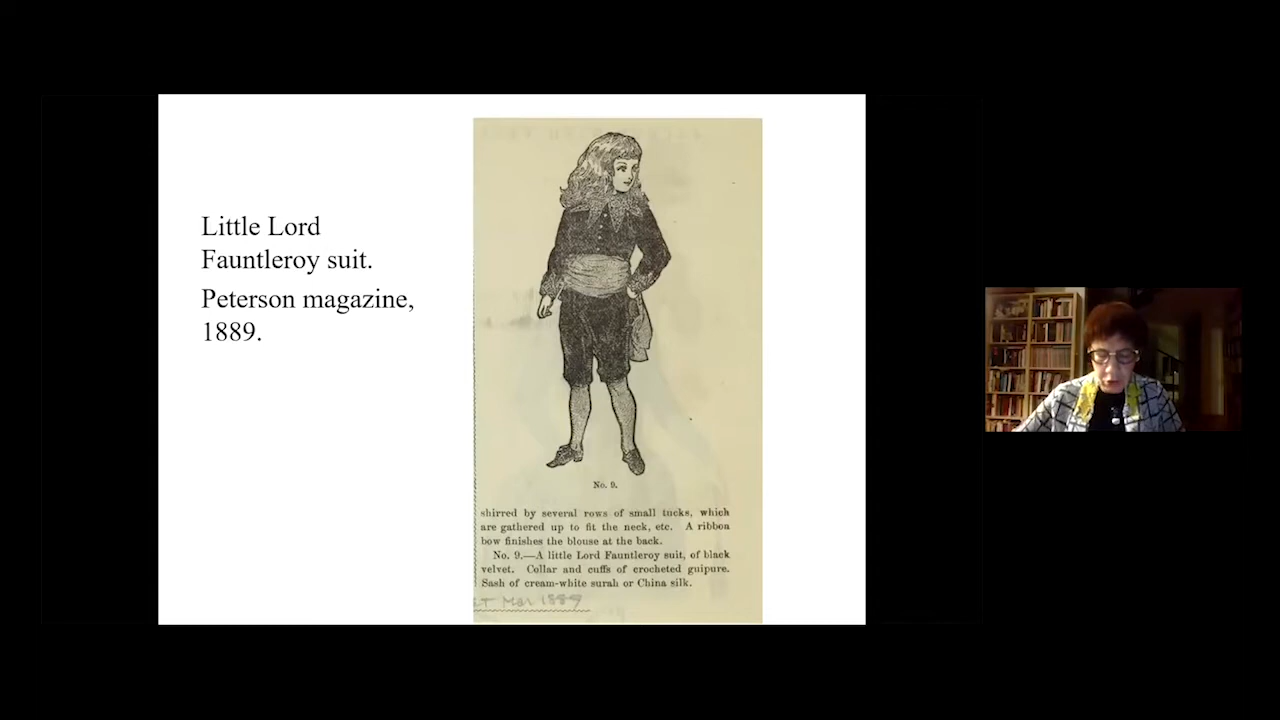 Little Lord
Fauntleroy suit.
Peterson magazine,
1889.
No. 9.
shirred by several rows of small tucks, which
are gathered up to fit the neck, etc. A ribbon
bow finishes the blouse at the back.
No. 9.—A little Lord Fauntleroy suit, of black
velvet. Collar and cuffs of crocheted guipure.
Sash of cream-white surah or China silk.
Mar 1889